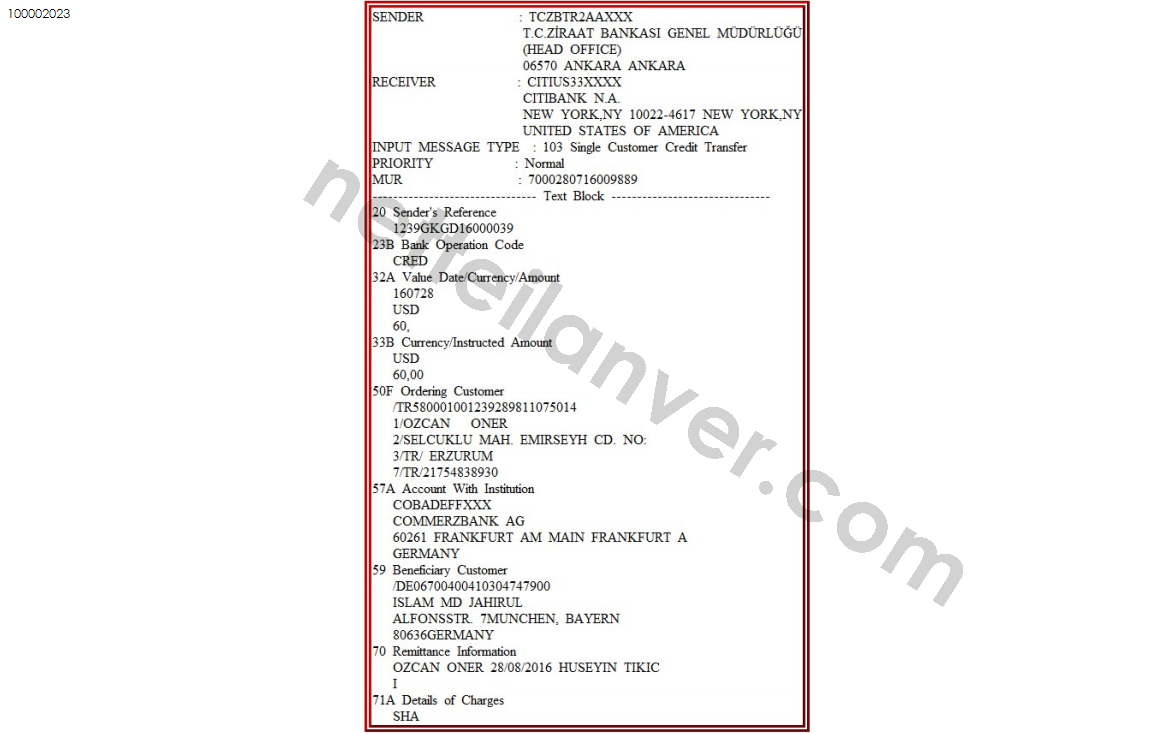 100002023
SENDER : TCZBTR2AAXXX
T.C.ZİRAAT BANKASI GENEL MÜDÜRLÜĞÜ
(HEAD OFFICE)
06570 ANKARA ANKARA
RECEIVER : CITIUS33XXXX
CITIBANK N.A.
NEW YORK,NY 10022-4617 NEW YORK,NY
UNITED STATES OF AMERICA
INPUT MESSAGE TYPE : 103 Single Customer Credit Transfer
PRIORITY : Normal
MUR : 7000280716009889
-------------------------------- Text Block -------------------------------
20 Sender's Reference
1239GKGD16000039
23B Bank Operation Code
CRED
32A Value Date/Currency/Amount
160728
USD
60,
33B Currency/Instructed Amount
USD
60,00
50F Ordering Customer
/TR580001001239289811075014
1/OZCAN ONER
2/SELCUKLU MAH. EMIRSEYH CD. NO:
3/TR/ ERZURUM
7/TR/21754838930
57A Account With Institution
COBADEFFXXX
COMMERZBANK AG
60261 FRANKFURT AM MAIN FRANKFURT A
GERMANY
59 Beneficiary Customer
/DE06700400410304747900
ISLAM MD JAHIRUL
ALFONSSTR. 7MUNCHEN, BAYERN
80636GERMANY
70 Remittance Information
OZCAN ONER 28/08/2016 HUSEYIN TIKIC
I
71A Details of Charges
SHA
netteilanver.com